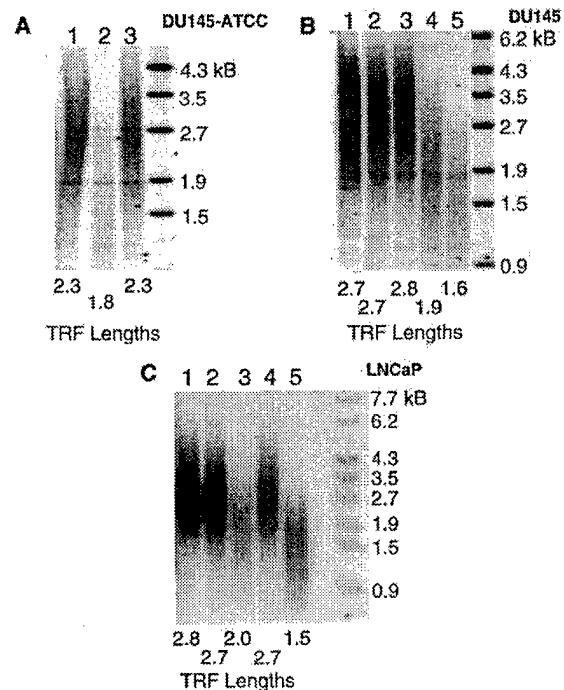 A
DU145-ATCC
1 2 3
4.3 kB
3.5
2.7
1.9
1.5
2.3 1.8 2.3
TRF Lengths
B
DU145
1 2 3 4 5
6.2 kB
4.3
3.5
2.7
1.9
1.5
0.9
2.7 2.7 2.8 1.9 1.6
TRF Lengths
C
LNCaP
1 2 3 4 5
7.7 kB
6.2
4.3
3.5
2.7
1.9
1.5
0.9
2.8 2.7 2.0 2.7 1.5
TRF Lengths